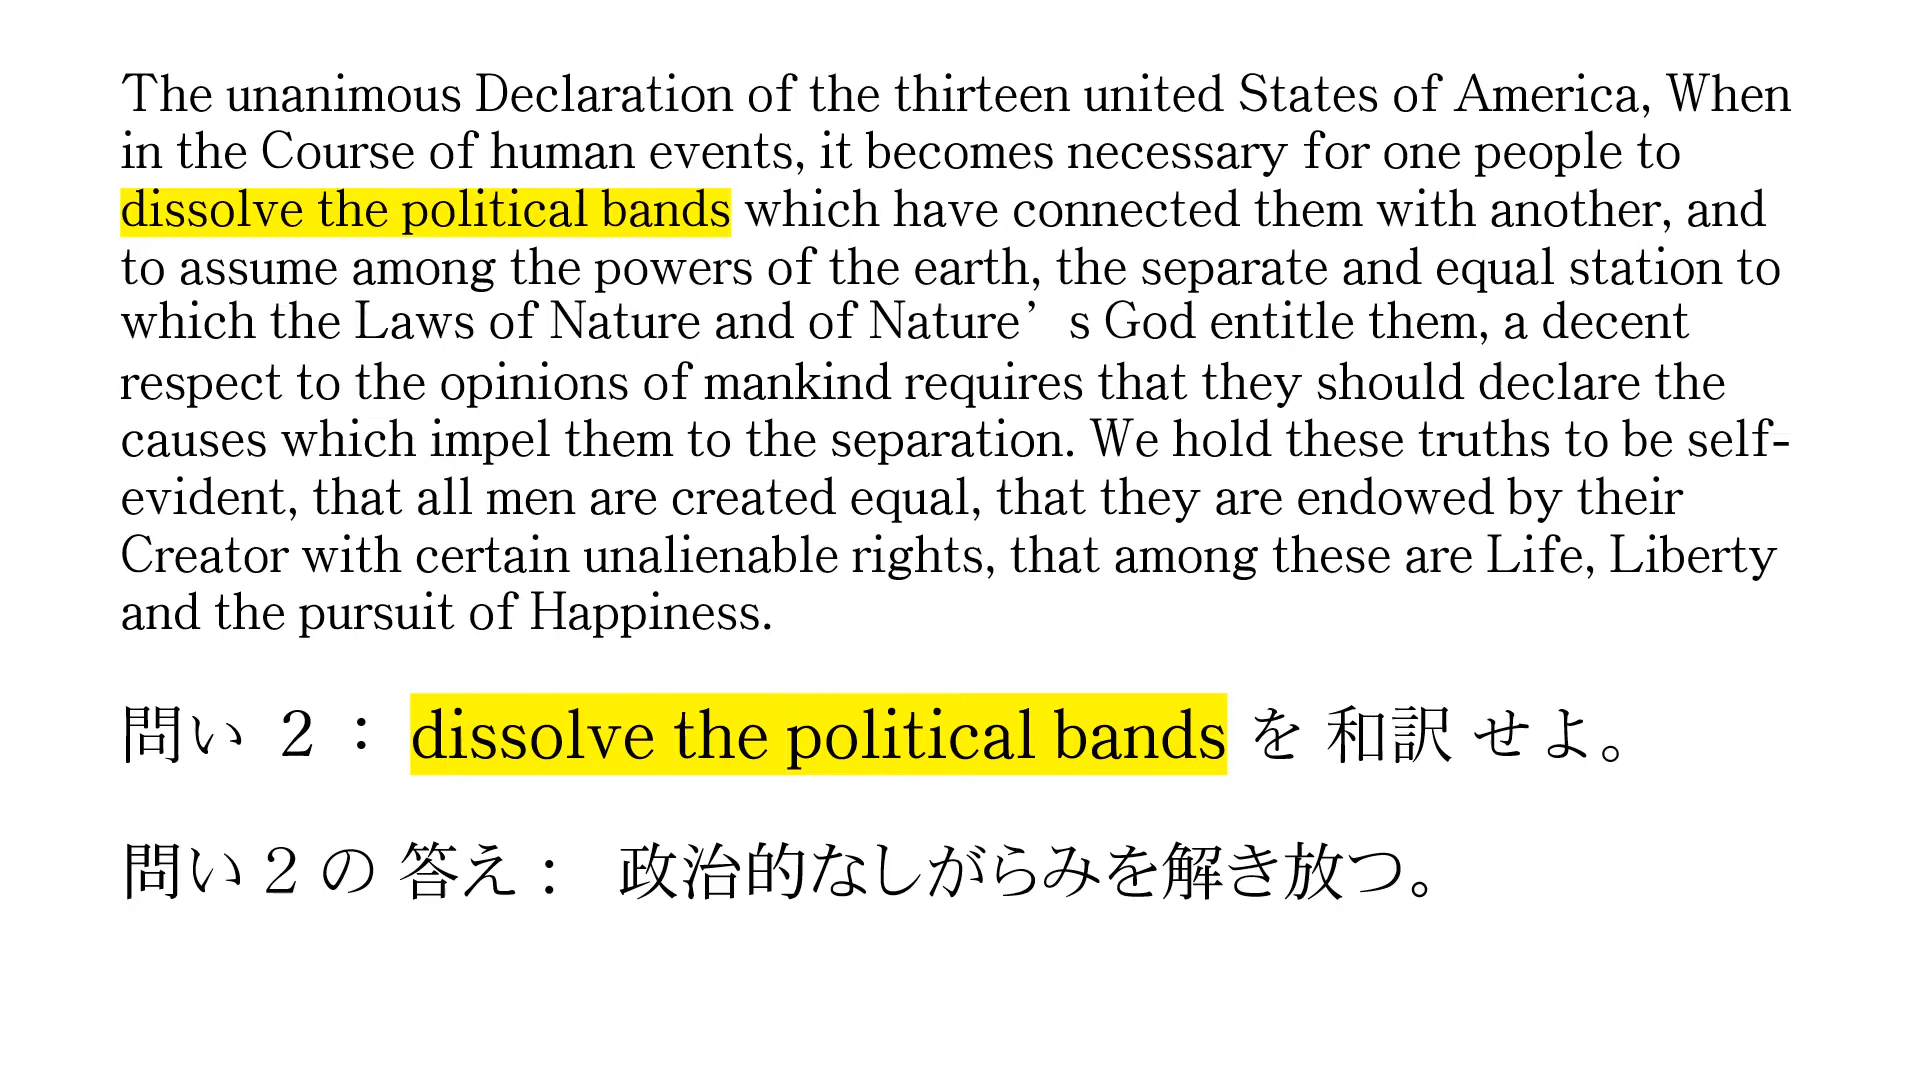 The unanimous Declaration of the thirteen united States of America, When
in the Course of human events, it becomes necessary for one people to
dissolve the political bands which have connected them with another, and
to assume among the powers of the earth, the separate and equal station to
which the Laws of Nature and of Nature’s God entitle them, a decent
respect to the opinions of mankind requires that they should declare the
causes which impel them to the separation. We hold these truths to be self-
evident, that all men are created equal, that they are endowed by their
Creator with certain unalienable rights, that among these are Life, Liberty
and the pursuit of Happiness.
問い 2 : dissolve the political bands を 和訳 せよ。
問い 2 の 答え : 政治的なしがらみを解き放つ。